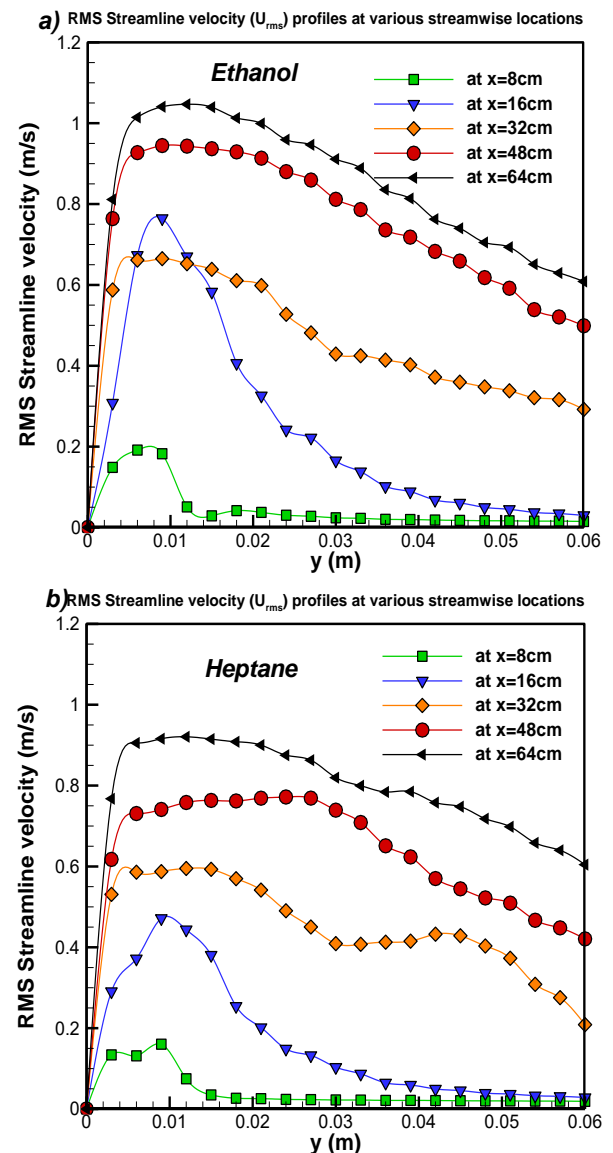 a) RMS Streamline velocity (Urms) profiles at various streamwise locations
1.2
Ethanol
at x=8cm
at x=16cm
at x=32cm
at x=48cm
at x=64cm
1
0.8
0.6
0.4
0.2
0
RMS Streamline velocity (m/s)
0 0.01 0.02 0.03 0.04 0.05 0.06
y (m)
b) RMS Streamline velocity (Urms) profiles at various streamwise locations
1.2
Heptane
at x=8cm
at x=16cm
at x=32cm
at x=48cm
at x=64cm
1
0.8
0.6
0.4
0.2
0
RMS Streamline velocity (m/s)
0 0.01 0.02 0.03 0.04 0.05 0.06
y (m)